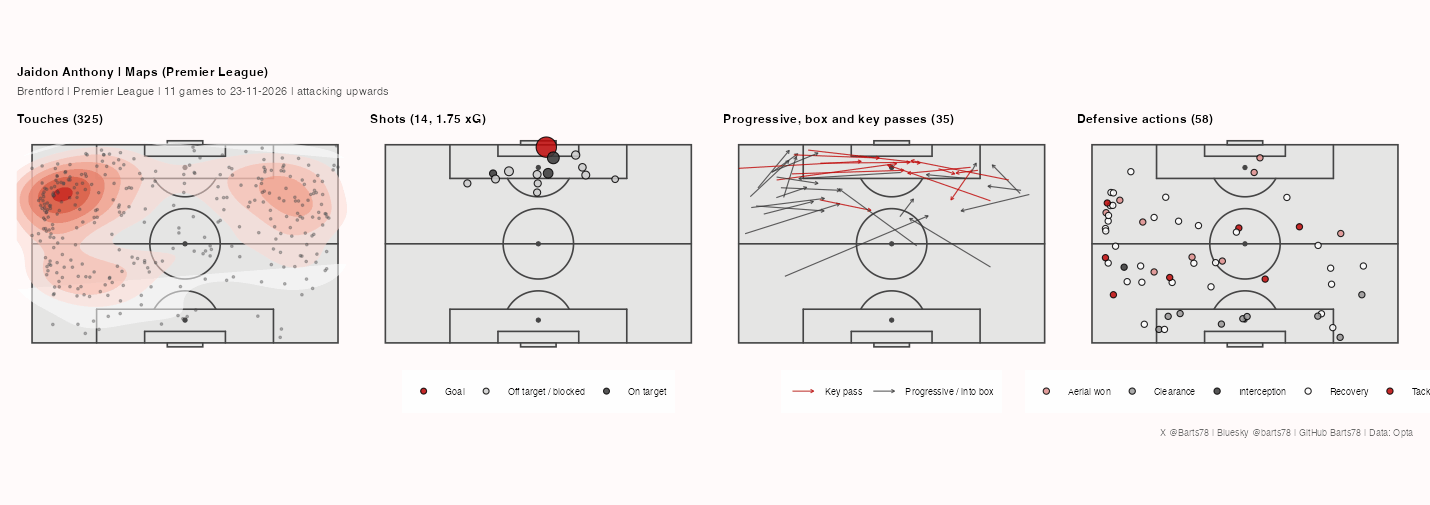 Jaidon Anthony | Maps (Premier League)
Brentford | Premier League | 11 games to 23-11-2026 | attacking upwards
Touches (325)
Shots (14, 1.75 xG)
Progressive, box and key passes (35)
Defensive actions (58)
Goal
Off target / blocked
On target
Key pass
Progressive / into box
Aerial won
Clearance
Interception
Recovery
Tack
X @Barts78 | Bluesky @barts78 | GitHub Barts78 | Data: Opta